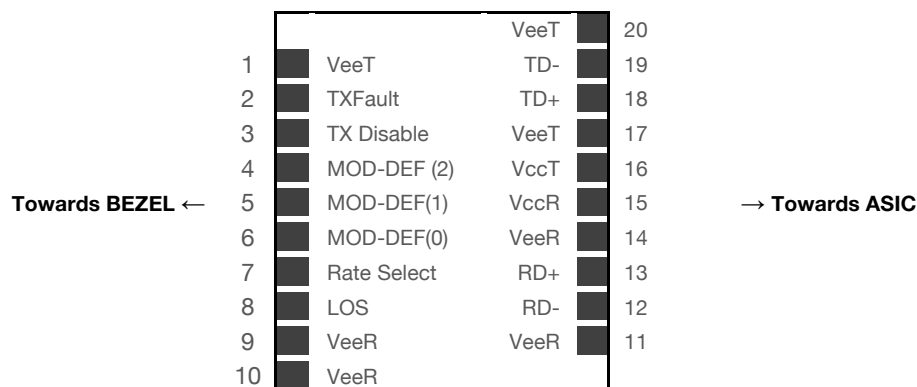 VeeT 20
1 VeeT TD- 19
2 TXFault TD+ 18
3 TX Disable VeeT 17
4 MOD-DEF (2) VccT 16
Towards BEZEL ← 5 MOD-DEF(1) VccR 15 → Towards ASIC
6 MOD-DEF(0) VeeR 14
7 Rate Select RD+ 13
8 LOS RD- 12
9 VeeR VeeR 11
10 VeeR